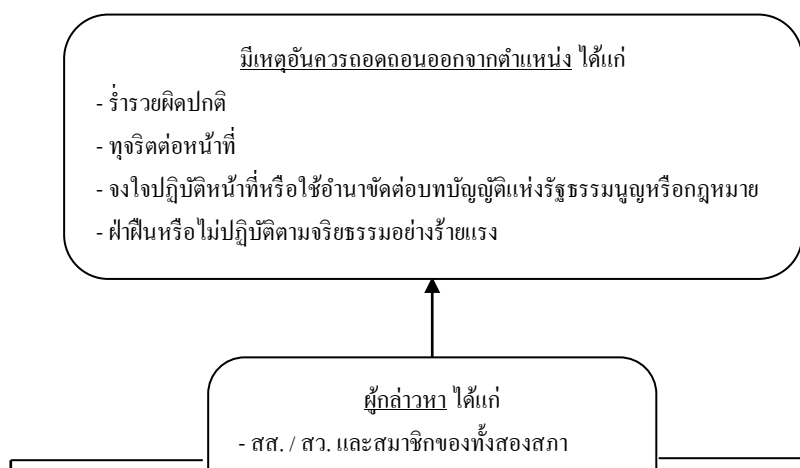 มีเหตุอันควรถอดถอนออกจากตำแหน่ง ได้แก่
- ร่ำรวยผิดปกติ
- ทุจริตต่อหน้าที่
- จงใจปฏิบัติหน้าที่หรือใช้อำนาจขัดต่อบทบัญญัติแห่งรัฐธรรมนูญหรือกฎหมาย
- ฝ่าฝืนหรือไม่ปฏิบัติตามจริยธรรมอย่างร้ายแรง
ผู้กล่าวหา ได้แก่
- สส. / สว. และสมาชิกของทั้งสองสภา